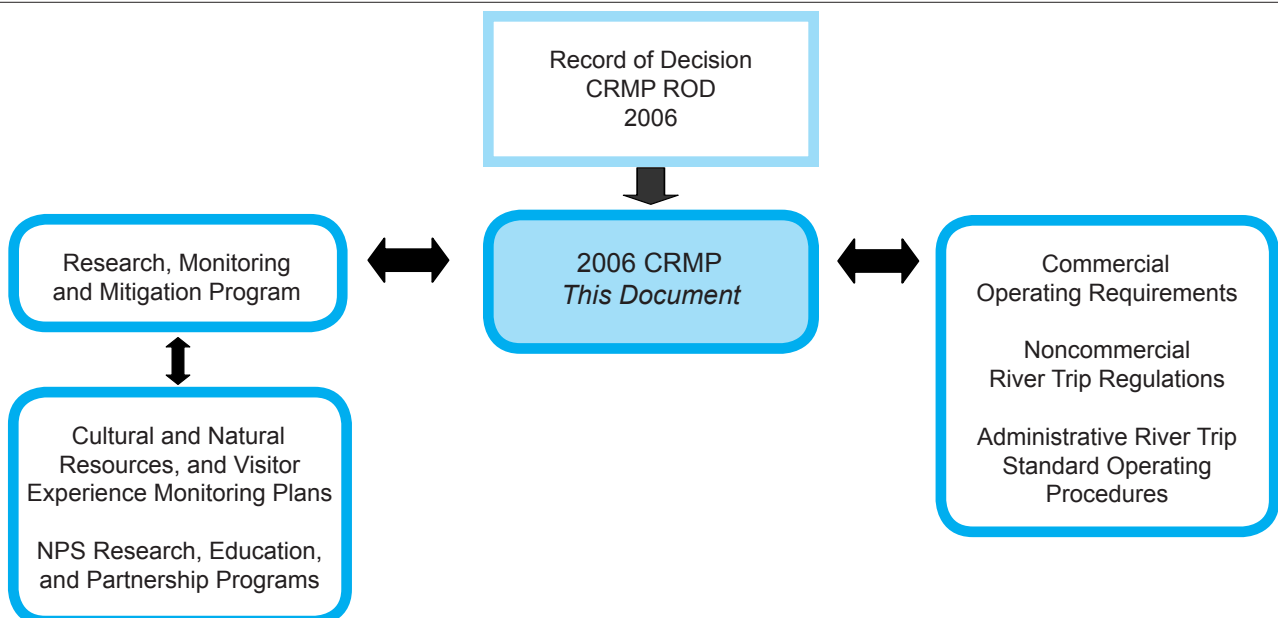 Record of Decision
CRMP ROD
2006
2006 CRMP
This Document
Research, Monitoring
and Mitigation Program
Cultural and Natural
Resources, and Visitor
Experience Monitoring Plans
NPS Research, Education,
and Partnership Programs
Commercial
Operating Requirements
Noncommercial
River Trip Regulations
Administrative River Trip
Standard Operating
Procedures